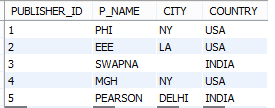 PUBLISHER_ID P_NAME CITY COUNTRY
1 PHI NY USA
2 EEE LA USA
3 SWAPNA INDIA
4 MGH NY USA
5 PEARSON DELHI INDIA